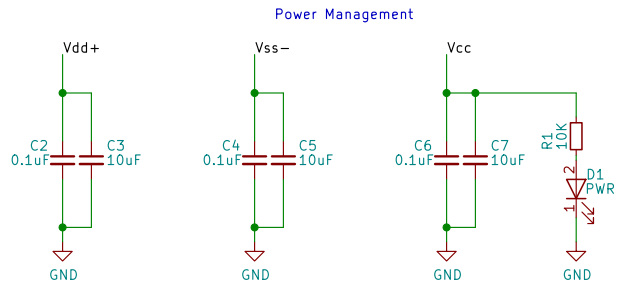 Power Management
Vdd+
Vss-
Vcc
C2
0.1uF
C3
10uF
C4
0.1uF
C5
10uF
C6
0.1uF
C7
10uF
R1
10K
2
D1
PWR
1
GND
GND
GND
GND